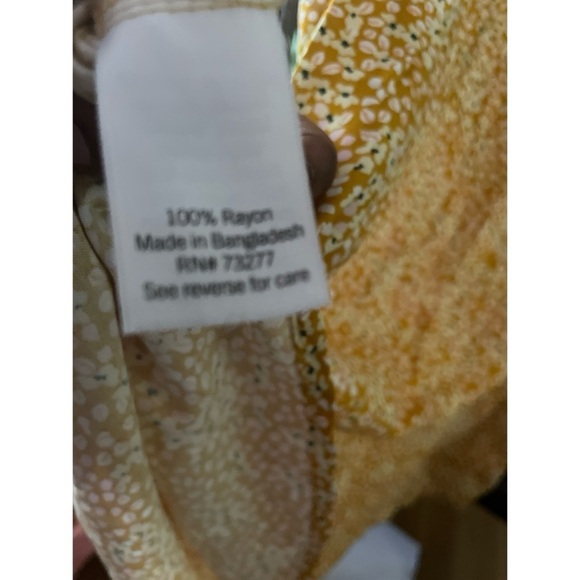 100% Rayon
Made in Bangladesh
RN# 73277
See reverse for care